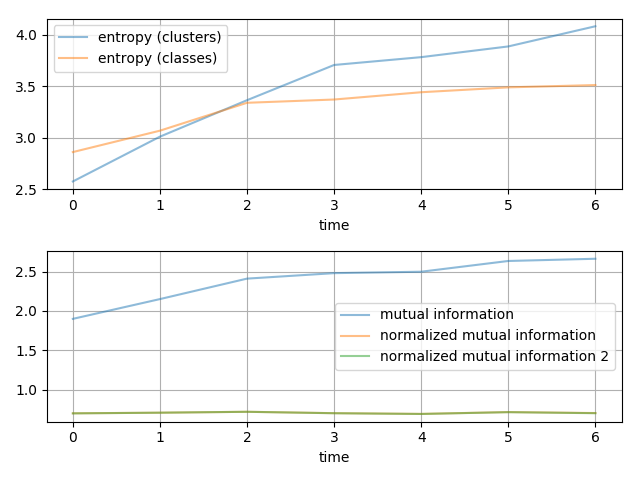 4.0
3.5
3.0
2.5
entropy (clusters)
entropy (classes)
0 1 2 3 4 5 6
time
2.5
2.0
1.5
1.0
mutual information
normalized mutual information
normalized mutual information 2
0 1 2 3 4 5 6
time